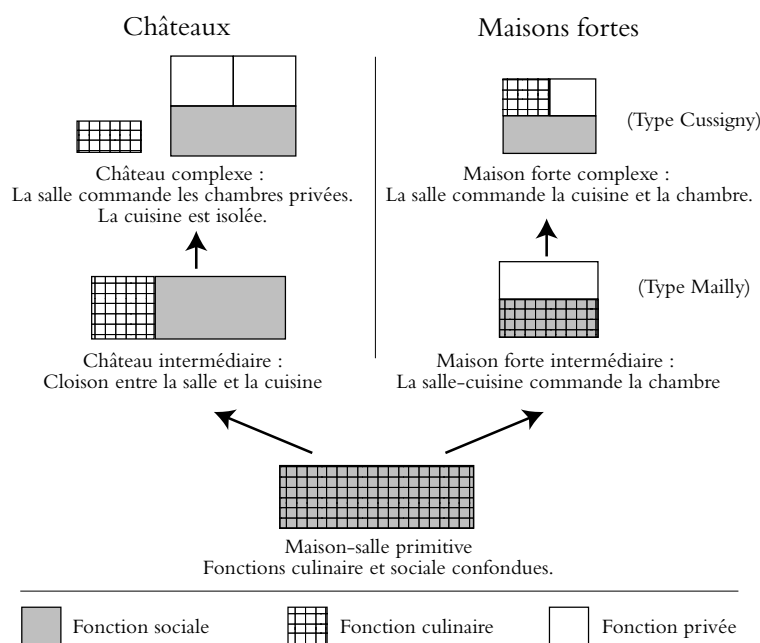 Châteaux
Maisons fortes
(Type Cussigny)
Château complexe :
La salle commande les chambres privées.
La cuisine est isolée.
Maison forte complexe :
La salle commande la cuisine et la chambre.
(Type Mailly)
Château intermédiaire :
Cloison entre la salle et la cuisine
Maison forte intermédiaire :
La salle-cuisine commande la chambre
Maison-salle primitive
Fonctions culinaire et sociale confondues.
Fonction sociale
Fonction culinaire
Fonction privée